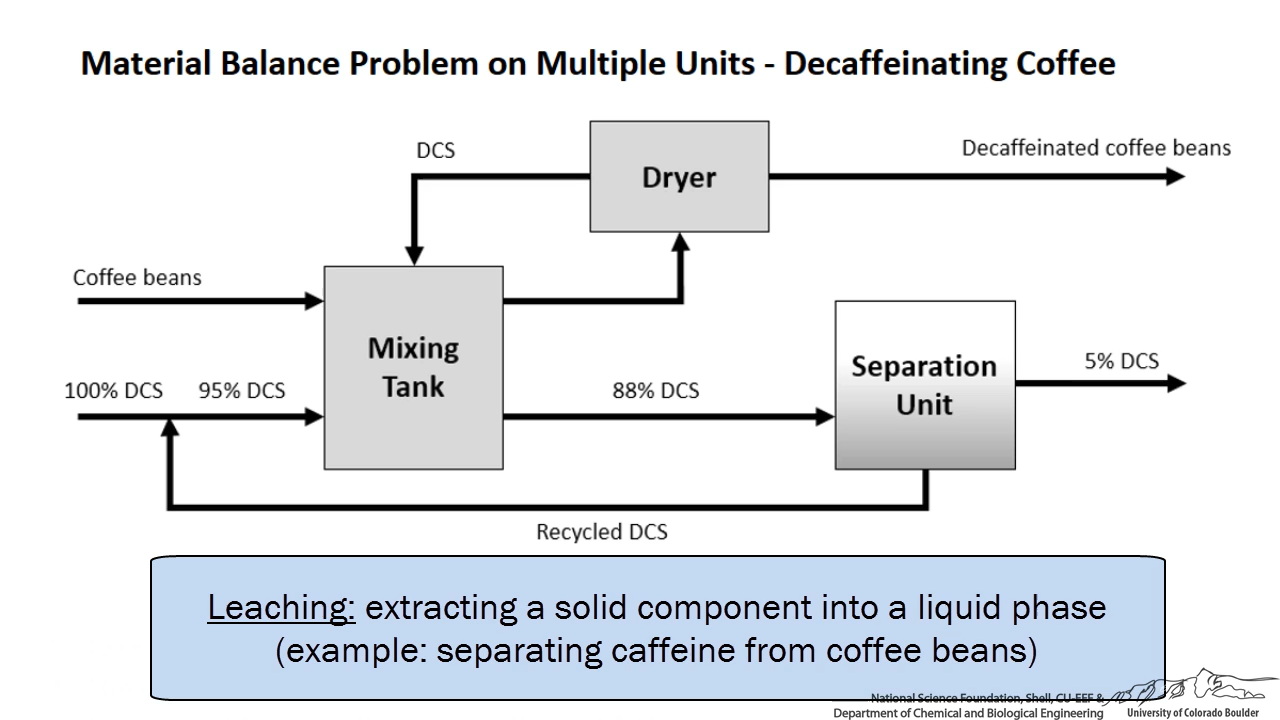 Material Balance Problem on Multiple Units - Decaffeinating Coffee
DCS
Dryer
Decaffeinated coffee beans
Coffee beans
Mixing
Tank
100% DCS
95% DCS
88% DCS
Separation
Unit
5% DCS
Recycled DCS
Leaching: extracting a solid component into a liquid phase
(example: separating caffeine from coffee beans)
National Science Foundation, Shell, CU-EEF &
Department of Chemical and Biological Engineering
University of Colorado Boulder